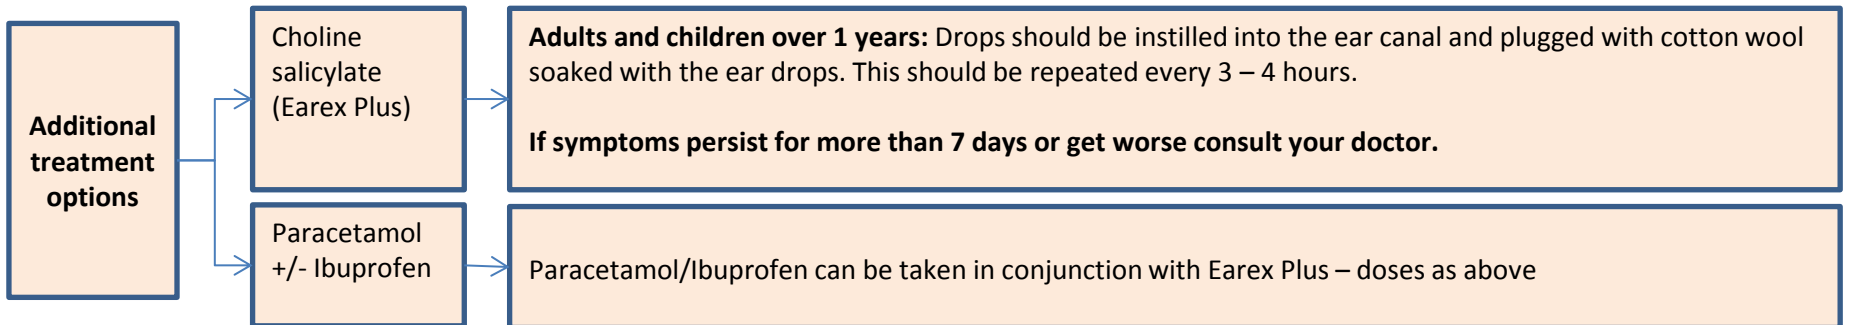 Additional
treatment
options
Choline
salicylate
(Earex Plus)
Adults and children over 1 years: Drops should be instilled into the ear canal and plugged with cotton wool
soaked with the ear drops. This should be repeated every 3 – 4 hours.
If symptoms persist for more than 7 days or get worse consult your doctor.
Paracetamol
+/- Ibuprofen
Paracetamol/Ibuprofen can be taken in conjunction with Earex Plus – doses as above